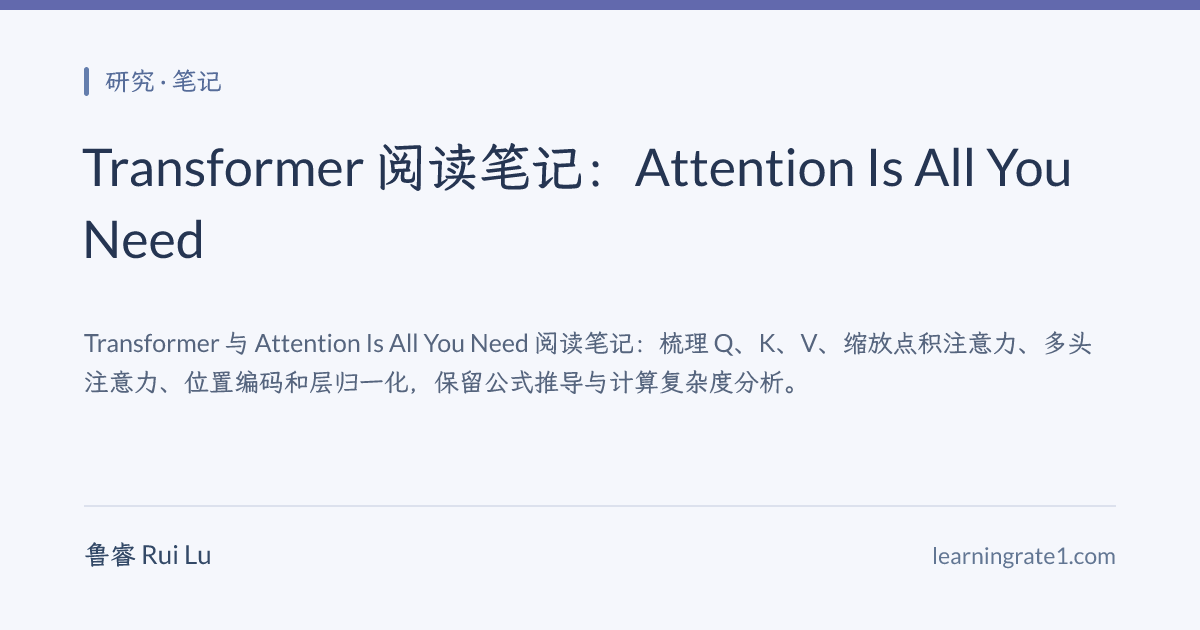 研究 · 笔记
Transformer 阅读笔记：Attention Is All You
Need
Transformer 与 Attention Is All You Need 阅读笔记：梳理 Q、K、V、缩放点积注意力、多头
注意力、位置编码和层归一化，保留公式推导与计算复杂度分析。
鲁睿 Rui Lu
learningrate1.com